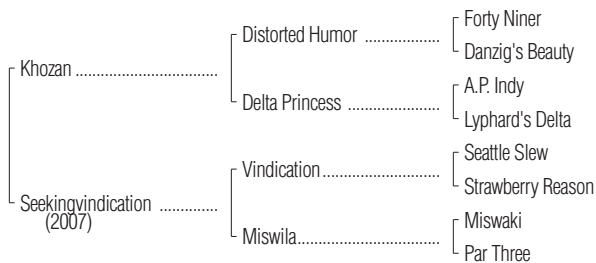 Forty Niner
Distorted Humor ..................
Danzig's Beauty
Khozan ..................................
A.P. Indy
Delta Princess ......................
Lyphard's Delta
Seattle Slew
Vindication............................
Strawberry Reason
Seekingvindication ..............
(2007)
Miswaki
Miswila..................................
Par Three